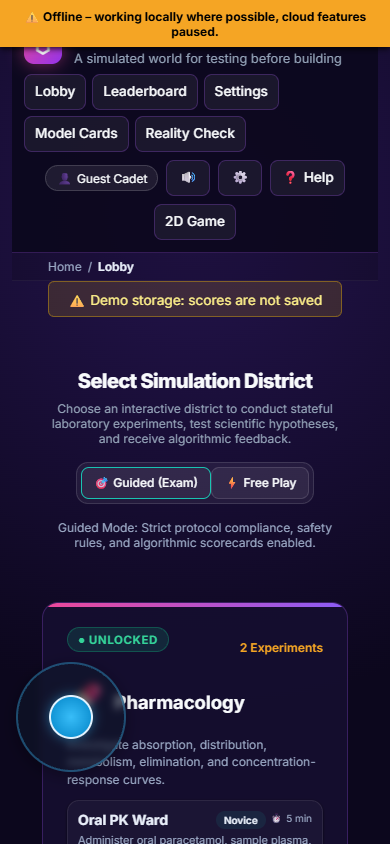 Offline – working locally where possible, cloud features
paused.
A simulated world for testing before building
Lobby
Leaderboard
Settings
Model Cards
Reality Check
Guest Cadet
Help
2D Game
Home / Lobby
Demo storage: scores are not saved
Select Simulation District
Choose an interactive district to conduct stateful
laboratory experiments, test scientific hypotheses,
and receive algorithmic feedback.
Guided (Exam)
Free Play
Guided Mode: Strict protocol compliance, safety
rules, and algorithmic scorecards enabled.
UNLOCKED
2 Experiments
Pharmacology
absorption, distribution,
elimination, and concentration-
response curves.
Oral PK Ward
Novice
5 min
Administer oral paracetamol, sample plasma,